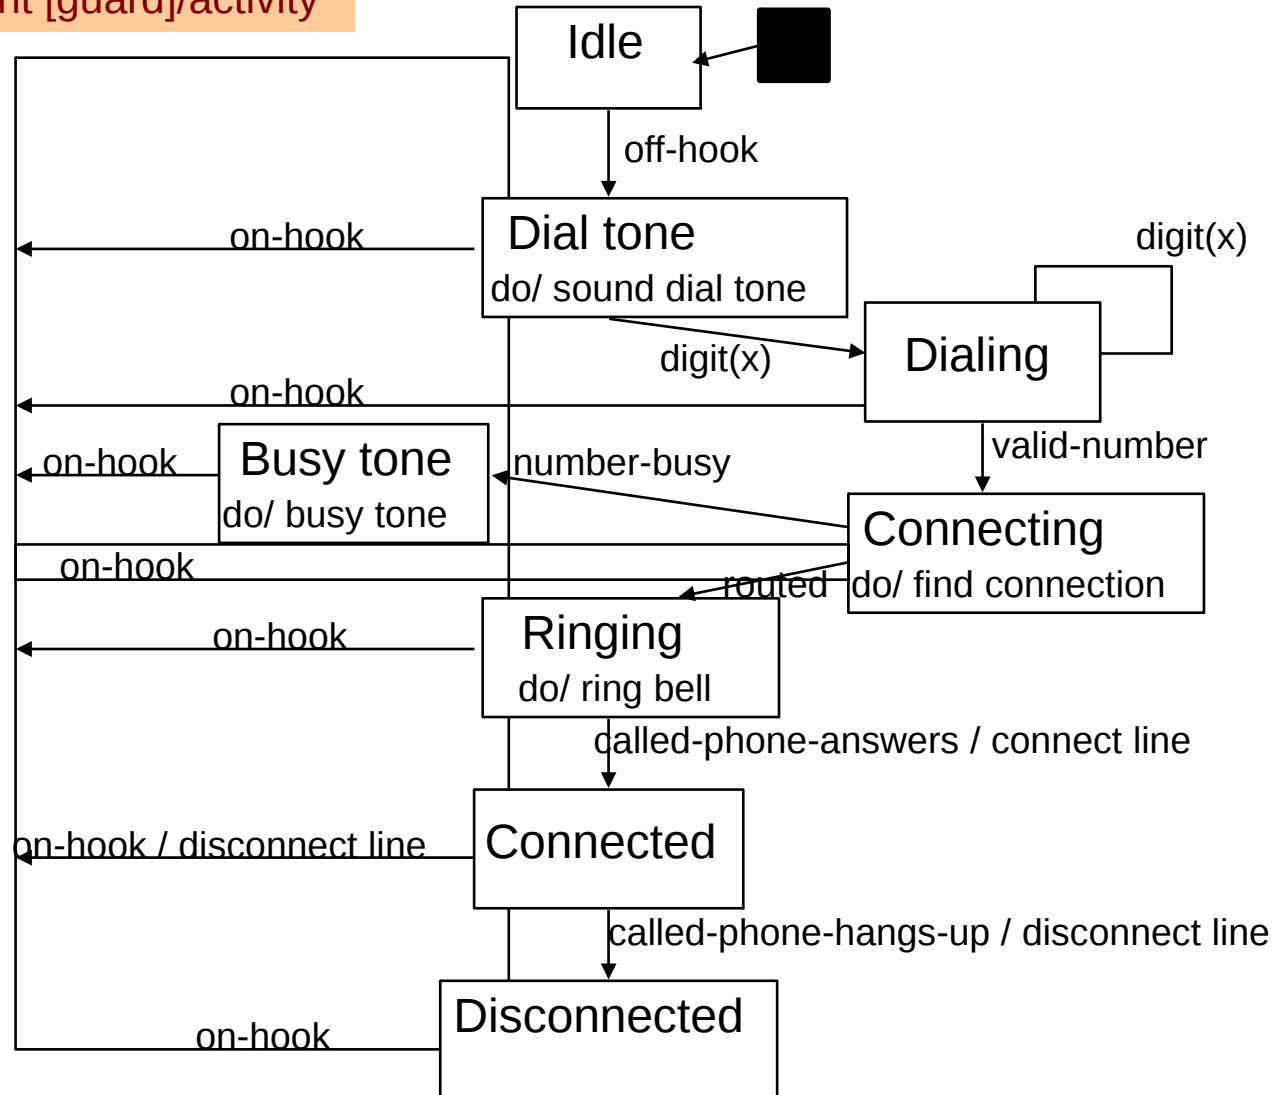 [guard]/activity
Idle
off-hook
on-hook
Dial tone
do/ sound dial tone
digit(x)
digit(x)
Dialing
on-hook
valid-number
on-hook
Busy tone
do/ busy tone
number-busy
Connecting
do/ find connection
on-hook
routed
on-hook
Ringing
do/ ring bell
called-phone-answers / connect line
on-hook / disconnect line
Connected
called-phone-hangs-up / disconnect line
Disconnected
on-hook